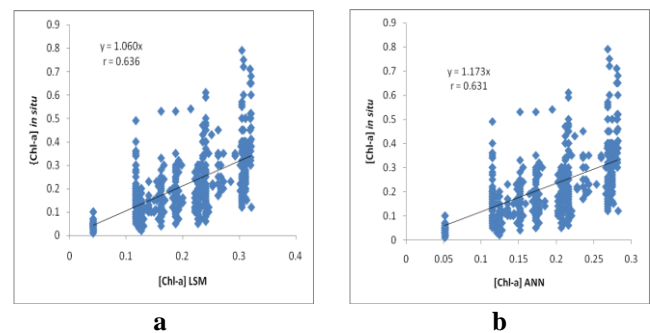 0.9
0.8
0.7
0.6
0.5
0.4
0.3
0.2
0.1
0
y = 1.060x
r = 0.636
{Chl-a] in situ
0 0.1 0.2 0.3 0.4
[Chl-a] LSM
a
0.9
0.8
0.7
0.6
0.5
0.4
0.3
0.2
0.1
0
y = 1.173x
r = 0.631
[Chl-a] in situ
0 0.05 0.1 0.15 0.2 0.25 0.3
[Chl-a] ANN
b